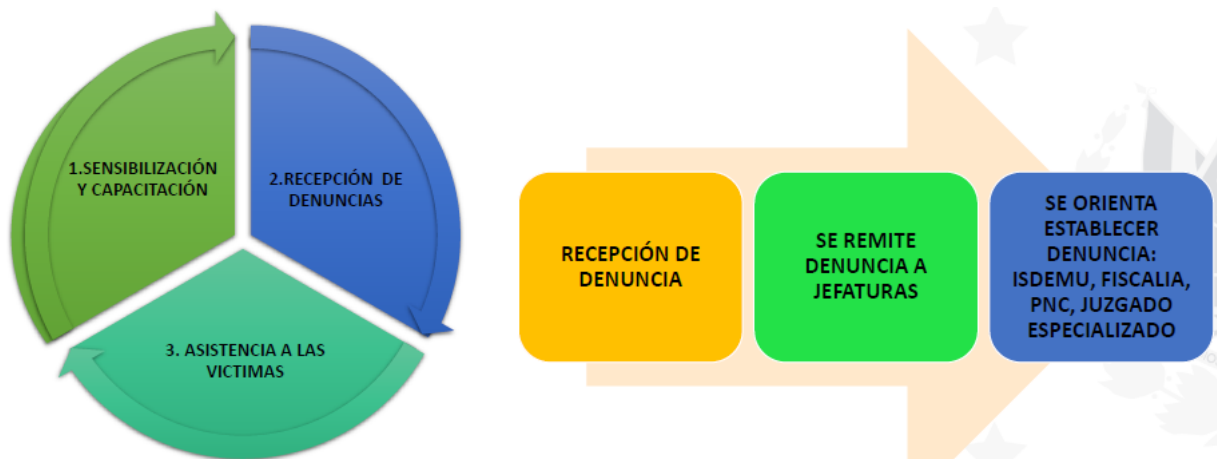 1.SENSIBILIZACIÓN
Y CAPACITACIÓN
2.RECEPCIÓN DE
DENUNCIAS
3. ASISTENCIA A LAS
VICTIMAS
RECEPCIÓN DE
DENUNCIA
SE REMITE
DENUNCIA A
JEFATURAS
SE ORIENTA
ESTABLECER
DENUNCIA:
ISDEMU, FISCALIA,
PNC, JUZGADO
ESPECIALIZADO